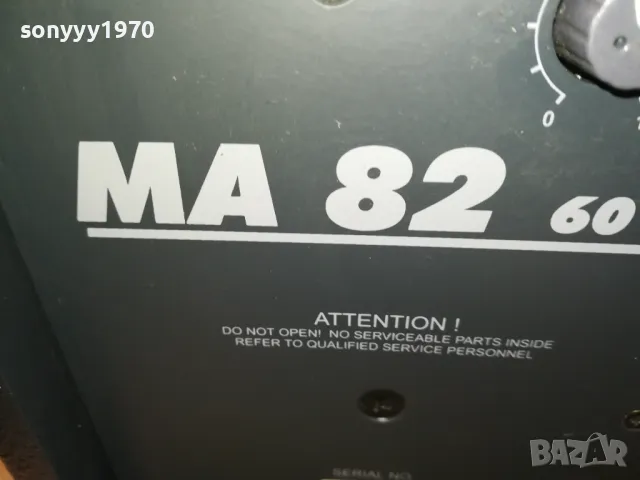 sonyyy1970
0
MA 82 60
ATTENTION !
DO NOT OPEN! NO SERVICEABLE PARTS INSIDE
REFER TO QUALIFIED SERVICE PERSONNEL
SERIAL NO
BAZAR